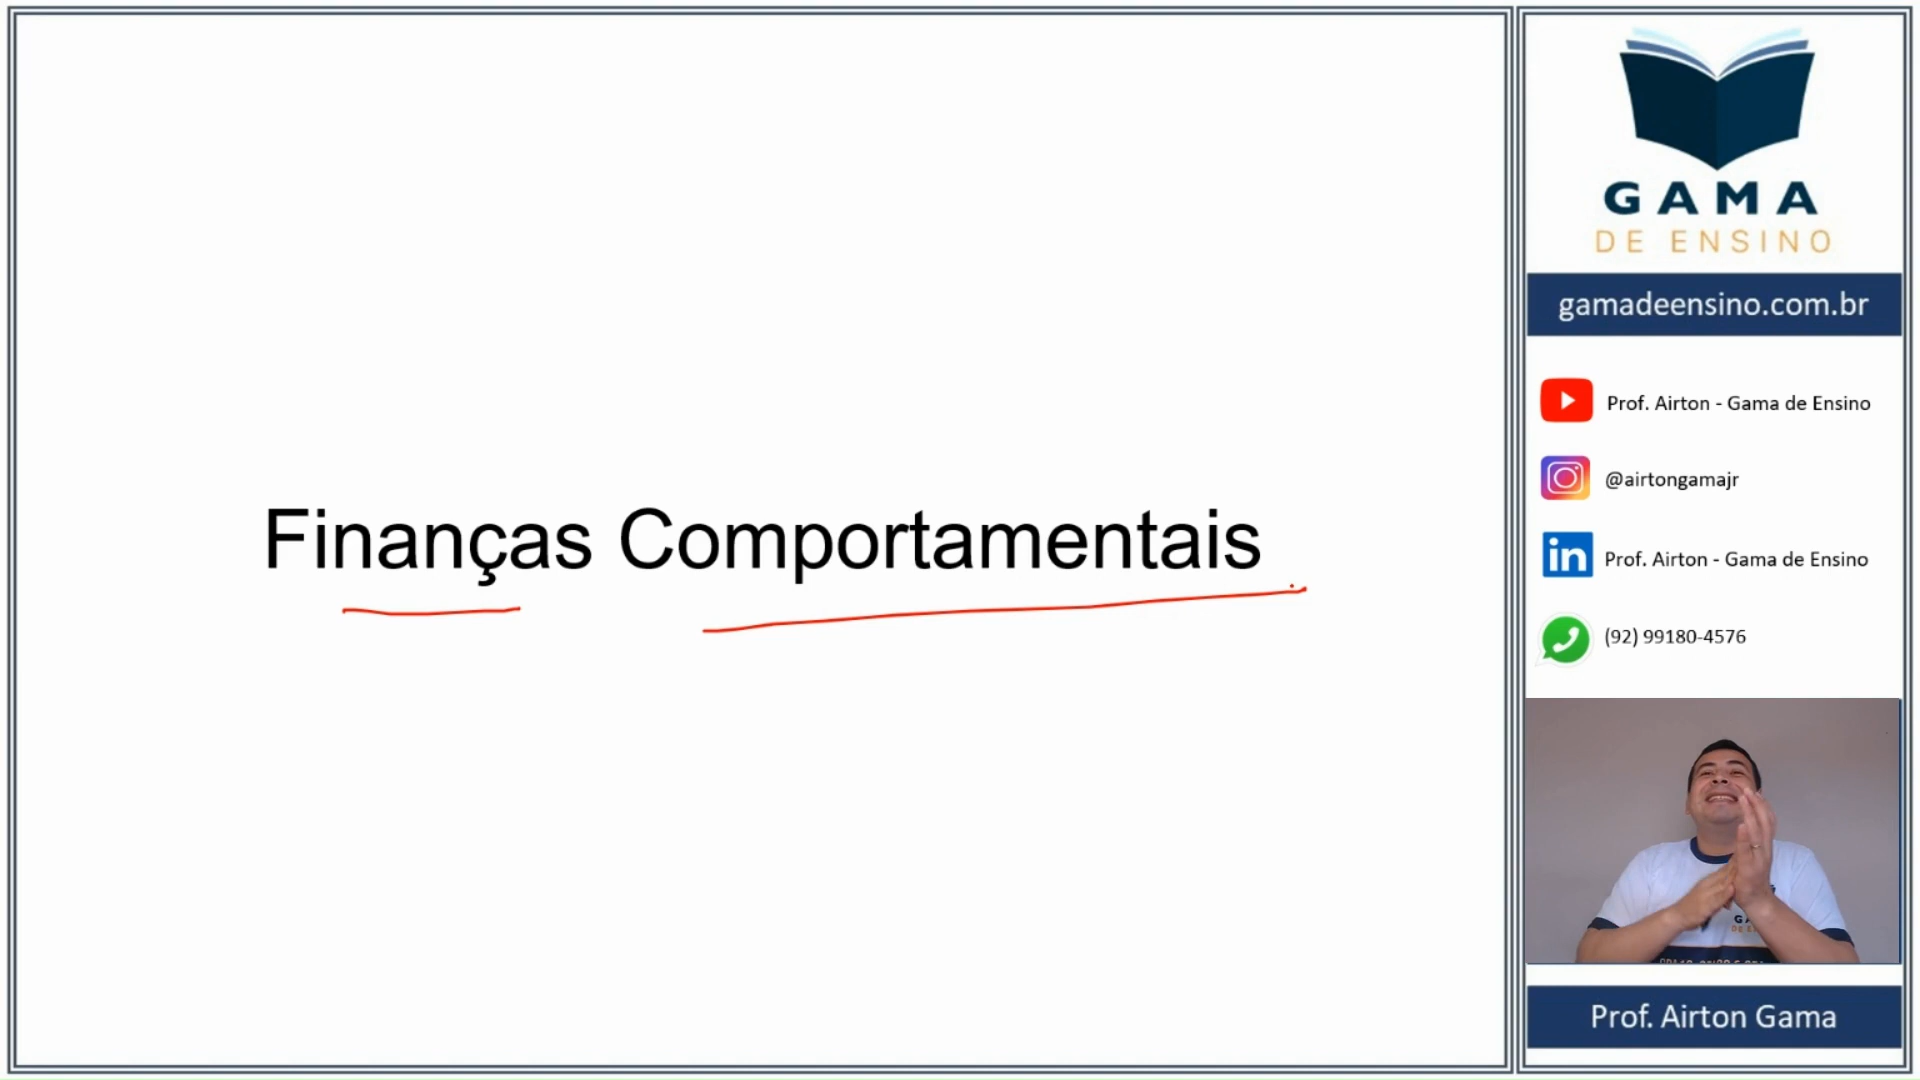 Finanças Comportamentais
GAMA
DE ENSINO
gamadeensino.com.br
Prof. Airton - Gama de Ensino
@airtongamajr
in
Prof. Airton - Gama de Ensino
(92) 99180-4576
Prof. Airton Gama